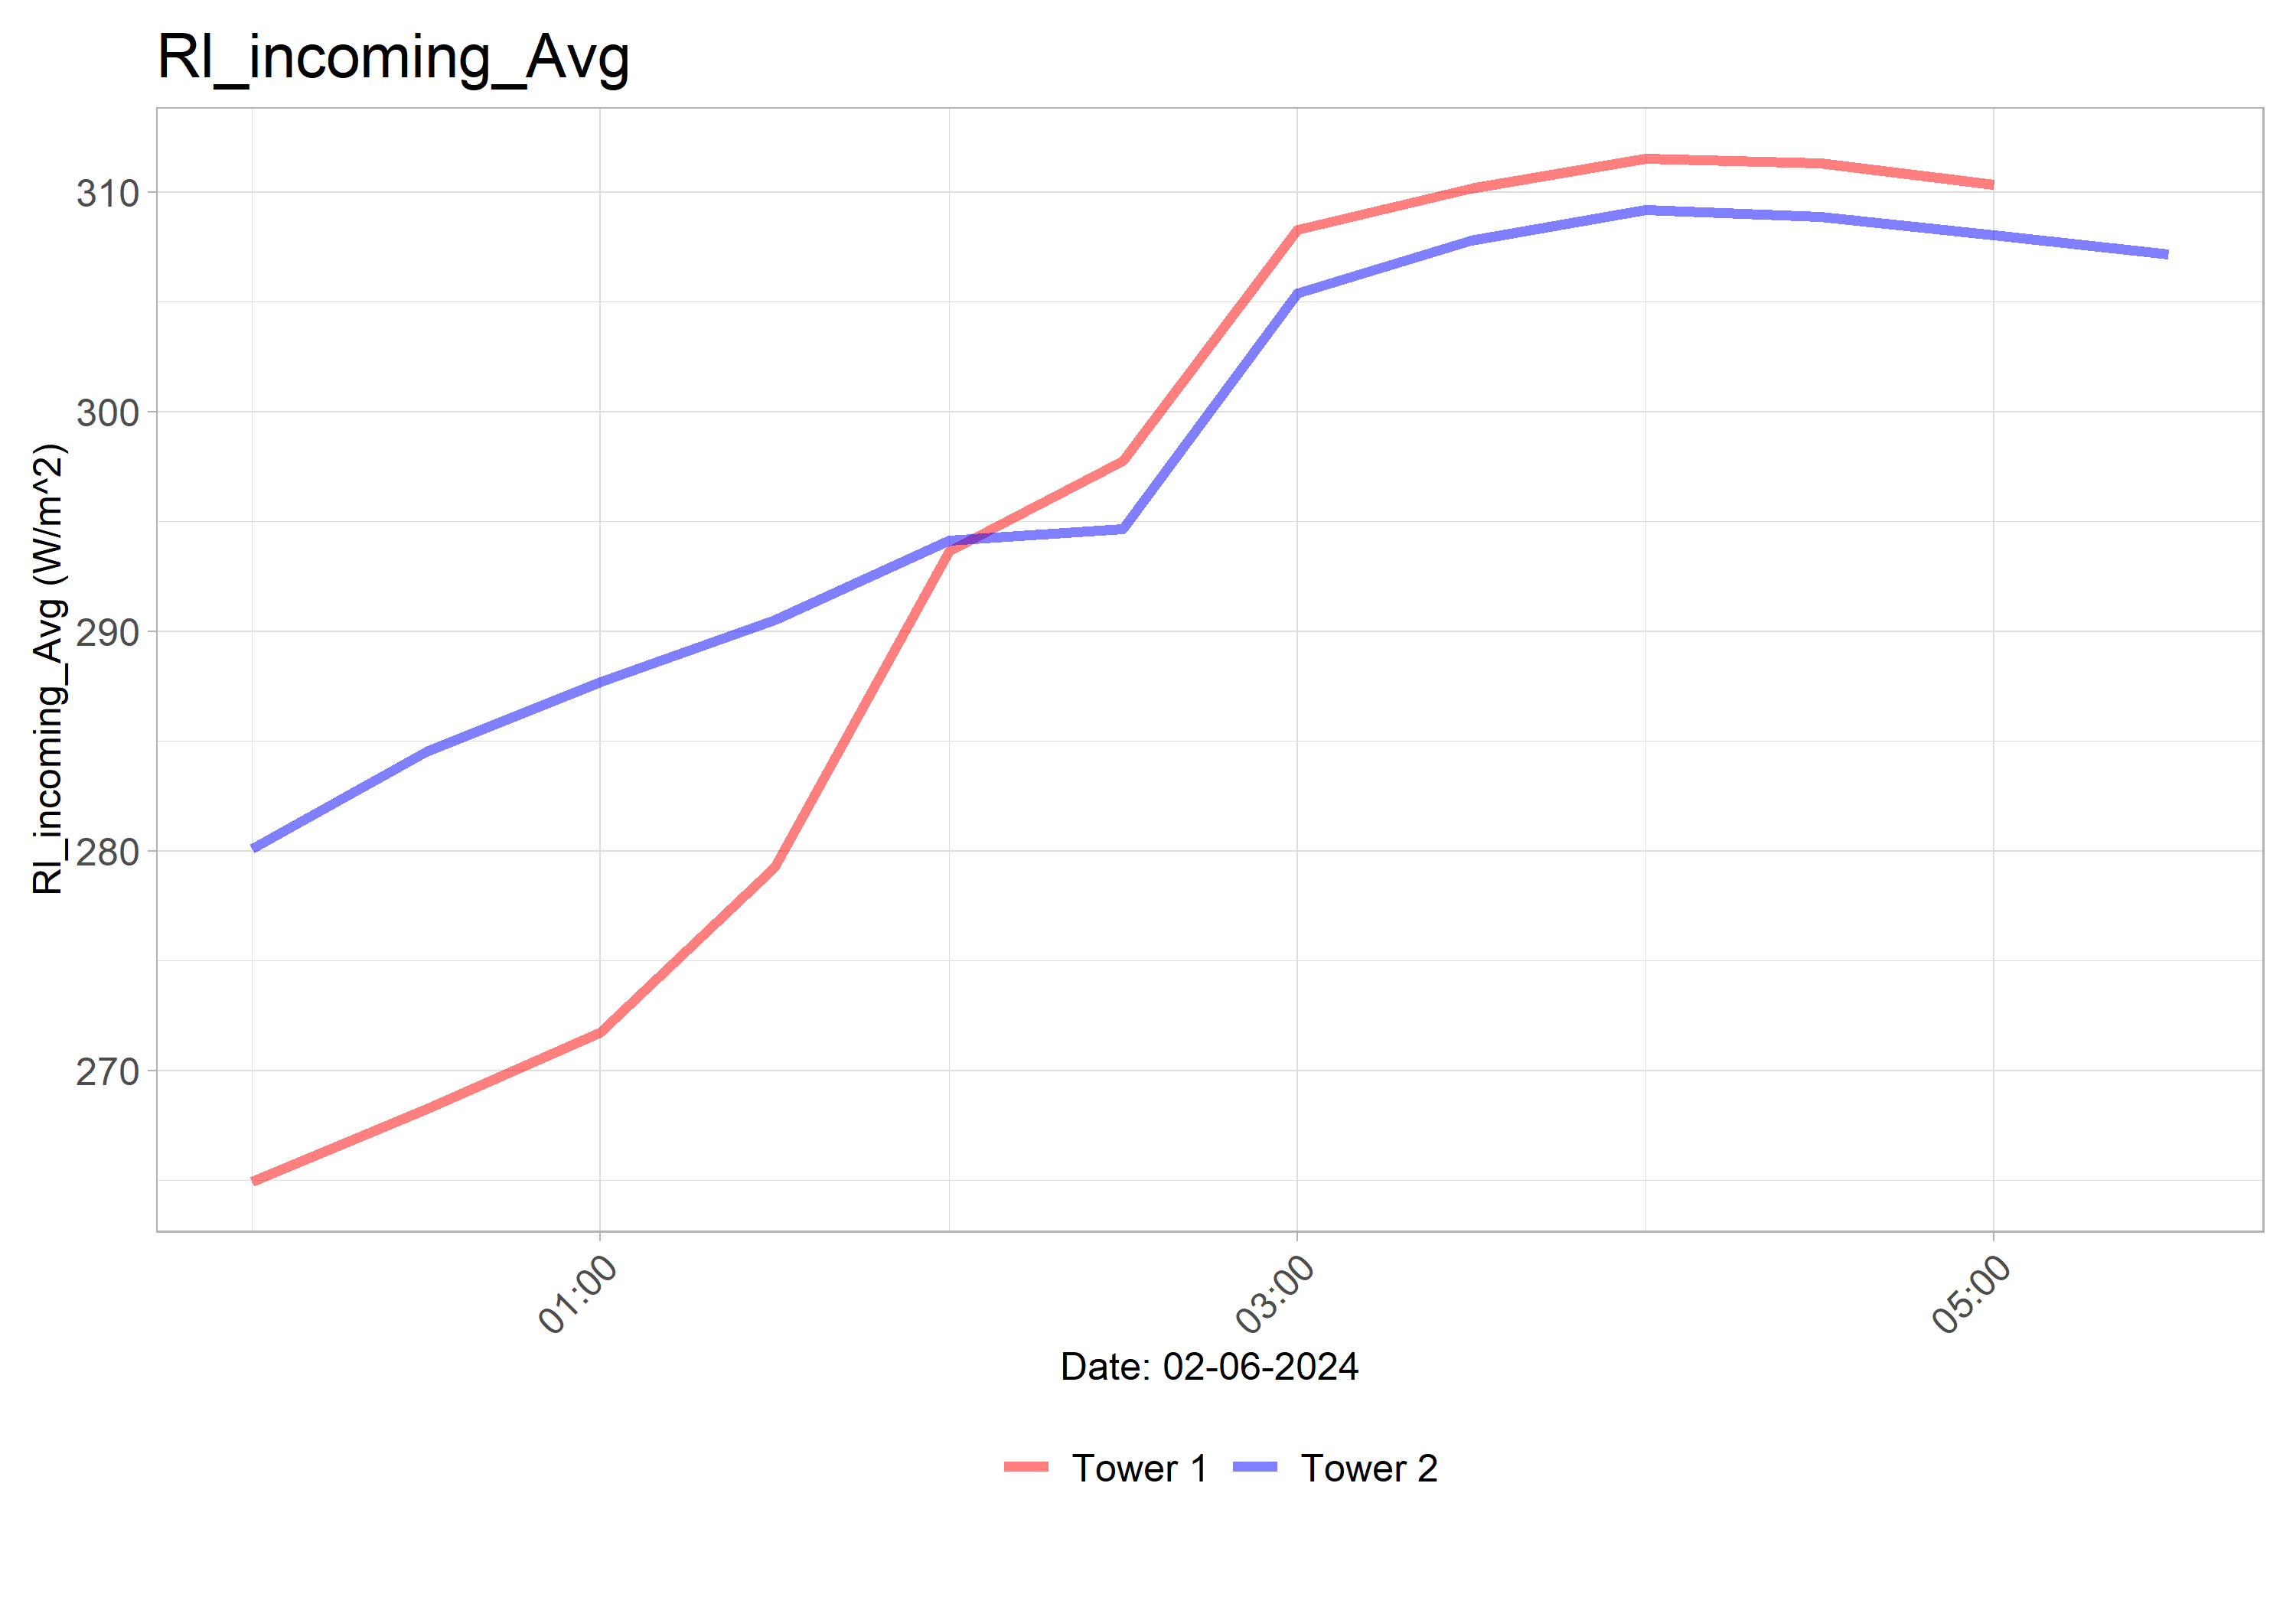 Rl_incoming_Avg
Rl_incoming_Avg (W/m^2)
310
300
290
280
270
01:00
03:00
05:00
Date: 02-06-2024
Tower 1 Tower 2